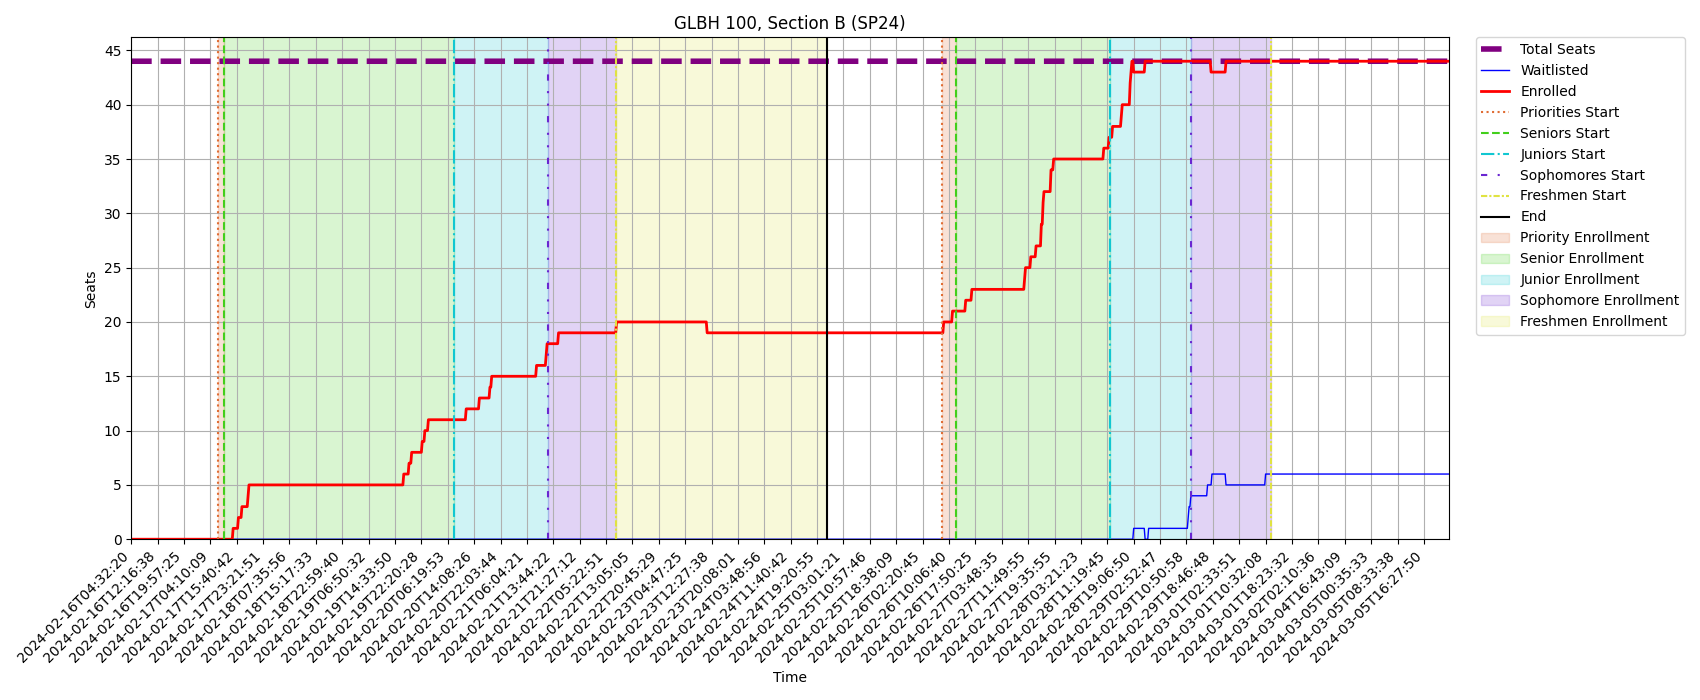 GLBH 100, Section B (SP24)
Seats
45
40
35
30
25
20
15
10
5
0
2024-02-16T04:32:20
2024-02-16T12:16:38
2024-02-16T19:57:25
2024-02-17T04:10:09
2024-02-17T15:40:42
2024-02-17T23:21:51
2024-02-18T07:35:56
2024-02-18T15:17:33
2024-02-18T22:59:40
2024-02-19T06:50:32
2024-02-19T14:33:50
2024-02-19T22:20:28
2024-02-20T06:19:53
2024-02-20T14:08:26
2024-02-20T22:03:44
2024-02-21T06:04:21
2024-02-21T13:44:22
2024-02-21T21:27:12
2024-02-22T05:22:51
2024-02-22T13:05:05
2024-02-22T20:45:29
2024-02-23T04:47:25
2024-02-23T12:27:38
2024-02-23T20:08:01
2024-02-24T03:48:56
2024-02-24T11:40:42
2024-02-24T19:20:55
2024-02-25T03:01:21
2024-02-25T10:57:46
2024-02-25T18:38:09
2024-02-26T02:20:45
2024-02-26T10:06:40
2024-02-26T17:50:25
2024-02-27T03:48:35
2024-02-27T11:49:55
2024-02-27T19:35:55
2024-02-28T03:21:23
2024-02-28T11:19:45
2024-02-28T19:06:50
2024-02-29T02:52:47
2024-02-29T10:50:58
2024-02-29T18:46:48
2024-03-01T02:33:51
2024-03-01T10:32:08
2024-03-01T18:23:32
2024-03-02T02:10:36
2024-03-04T16:43:09
2024-03-05T00:35:33
2024-03-05T08:33:38
2024-03-05T16:27:50
Time
Total Seats
Waitlisted
Enrolled
Priorities Start
Seniors Start
Juniors Start
Sophomores Start
Freshmen Start
End
Priority Enrollment
Senior Enrollment
Junior Enrollment
Sophomore Enrollment
Freshmen Enrollment